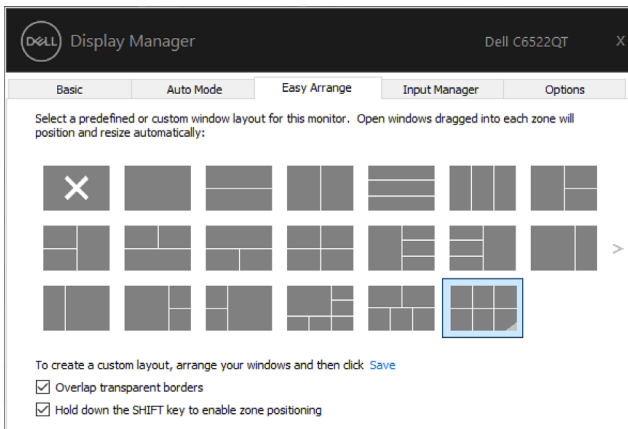 DELL Display Manager Dell C6522QT X
Basic Auto Mode Easy Arrange Input Manager Options
Select a predefined or custom window layout for this monitor. Open windows dragged into each zone will
position and resize automatically:
>
To create a custom layout, arrange your windows and then click Save
Overlap transparent borders
Hold down the SHIFT key to enable zone positioning